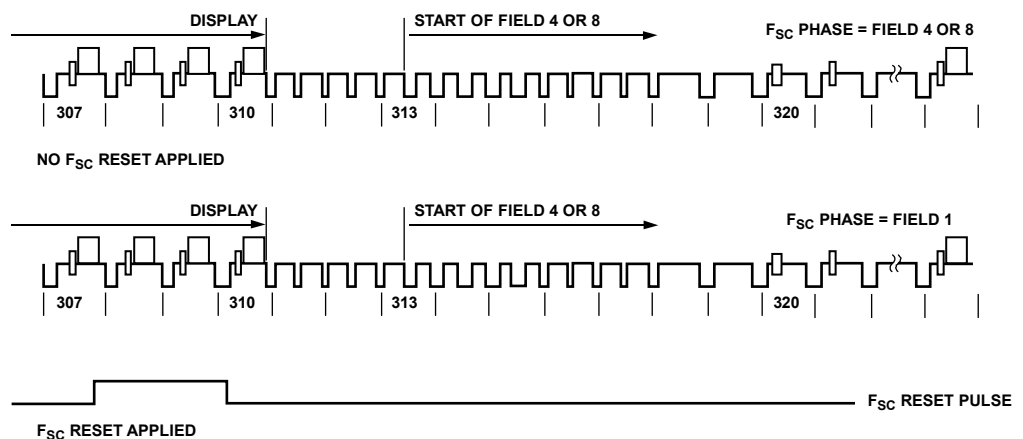 DISPLAY
START OF FIELD 4 OR 8
FSC PHASE = FIELD 4 OR 8
307 310 313 320
NO FSC RESET APPLIED
DISPLAY
START OF FIELD 4 OR 8
FSC PHASE = FIELD 1
307 310 313 320
FSC RESET PULSE
FSC RESET APPLIED